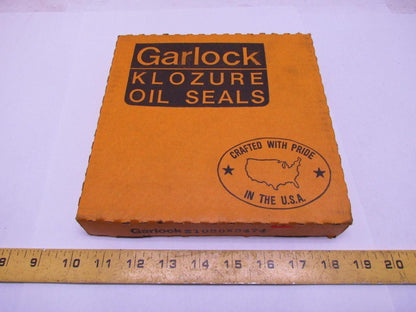 Garlock
KLOZURE
OIL SEALS
CRAFTED WITH PRIDE
IN THE U.S.A.
Garlock
8 9 10 11 12 13 14 15 16 17 18 19 20